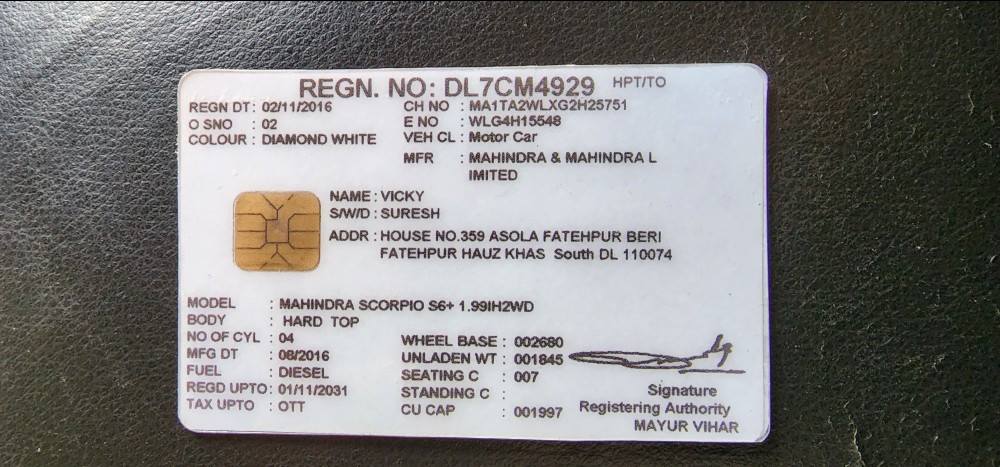 REGN. NO: DL7CM4929 HPT/TO
REGN DT : 02/11/2016 CH NO : MA1TA2WLXG2H25751
O SNO : 02 E NO : WLG4H15548
COLOUR : DIAMOND WHITE VEH CL : Motor Car
MFR : MAHINDRA & MAHINDRA L
IMITED
NAME : VICKY
S/W/D : SURESH
ADDR : HOUSE NO.359 ASOLA FATEHPUR BERI
FATEHPUR HAUZ KHAS South DL 110074
MODEL : MAHINDRA SCORPIO S6+ 1.99IH2WD
BODY : HARD TOP
NO OF CYL : 04 WHEEL BASE : 002680
MFG DT : 08/2016 UNLADEN WT : 001845
FUEL : DIESEL SEATING C : 007
REGD UPTO : 01/11/2031 STANDING C :
TAX UPTO : OTT CU CAP : 001997
Signature
Registering Authority
MAYUR VIHAR